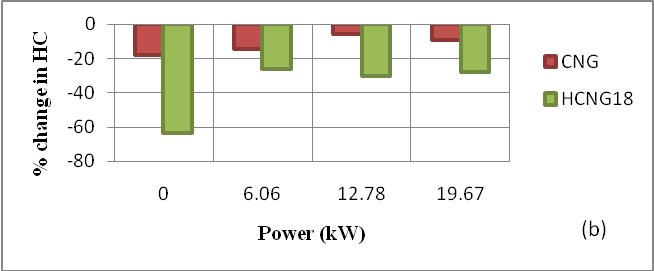 % change in HC
0
-20
-40
-60
-80
0 6.06 12.78 19.67
Power (kW)
CNG
HCNG18
(b)